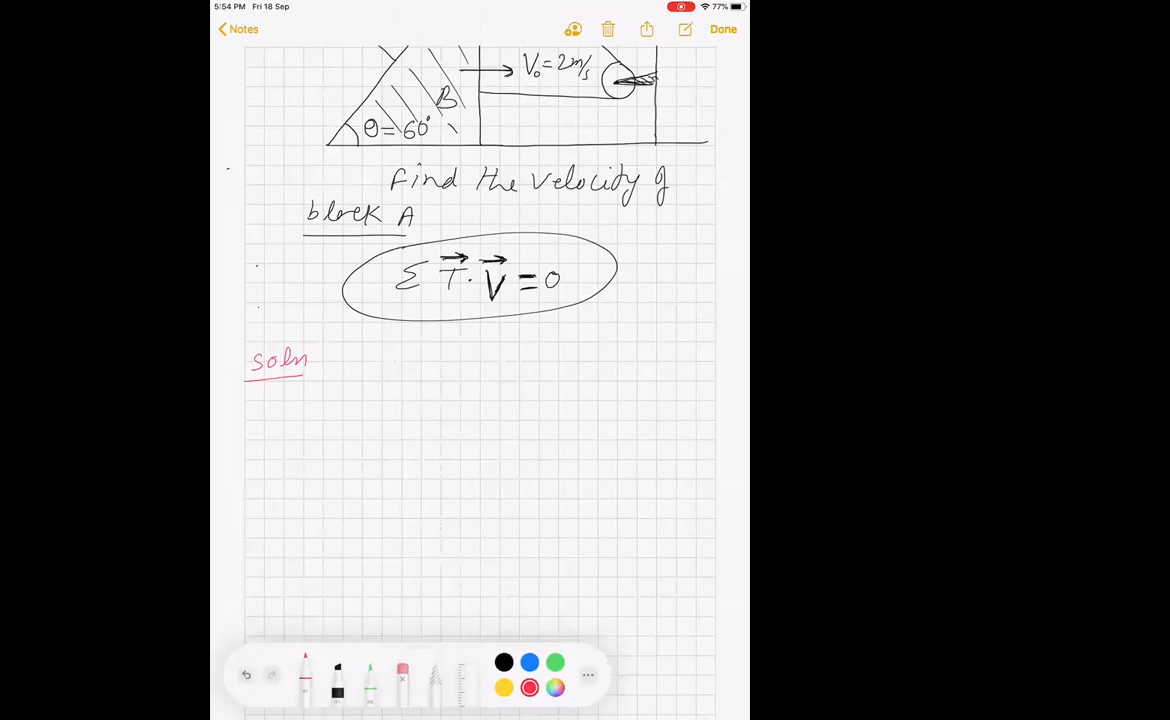 5:54 PM Fri 18 Sep
77%
Notes
Done
V₀ = 2m/s
B
θ = 60°
Find the velocity of
block A
Σ T⃗ . V⃗ = 0
Soln